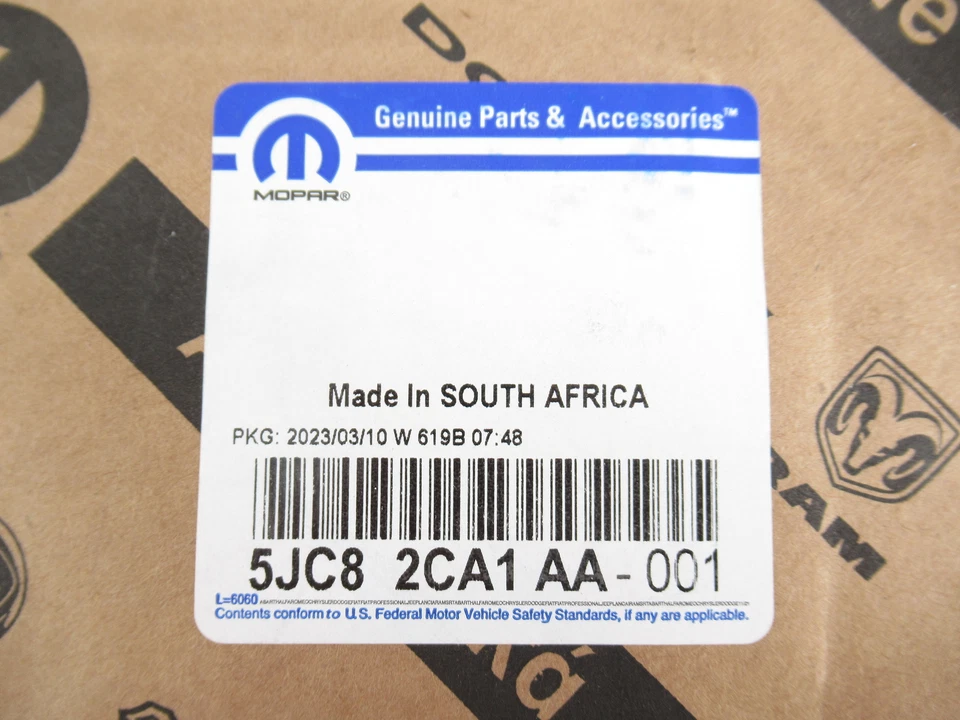 Genuine Parts & Accessories™
MOPAR®
Made In SOUTH AFRICA
PKG: 2023/03/10 W 619B 07:48
5JC8 2CA1 AA-001
L=6060
Contents conform to U.S. Federal Motor Vehicle Safety Standards, if any are applicable.
RAM